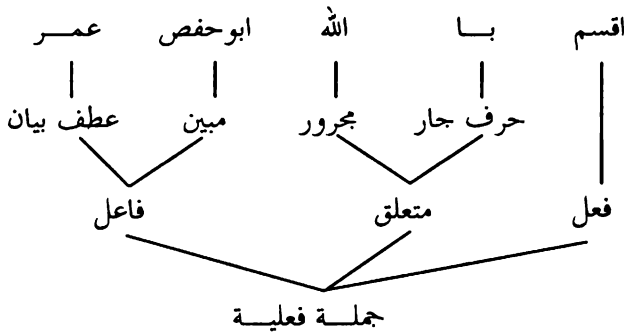 اقسم بـا الله ابوحفص عمـر
حرف جار مجرور مبين عطف بيان
فعل متعلق فاعل
جملـة فعليـة